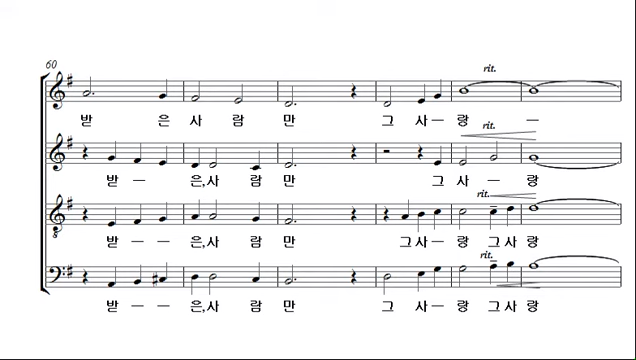 60
rit.
받 은 사 람 만 그 사 — 랑 —
rit.
받 — — 은, 사 람 만 그 사 — 랑
rit.
받 — — 은, 사 람 만 그 사 — 랑 그 사 랑
rit.
받 — — 은, 사 람 만 그 사 — 랑 그 사 랑